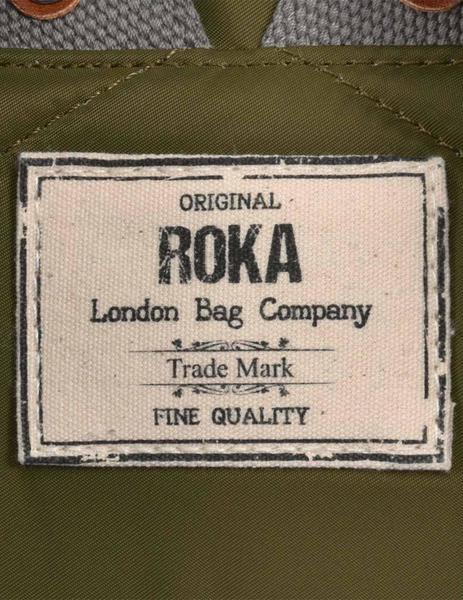 ORIGINAL
ROKA
London Bag Company
Trade Mark
FINE QUALITY